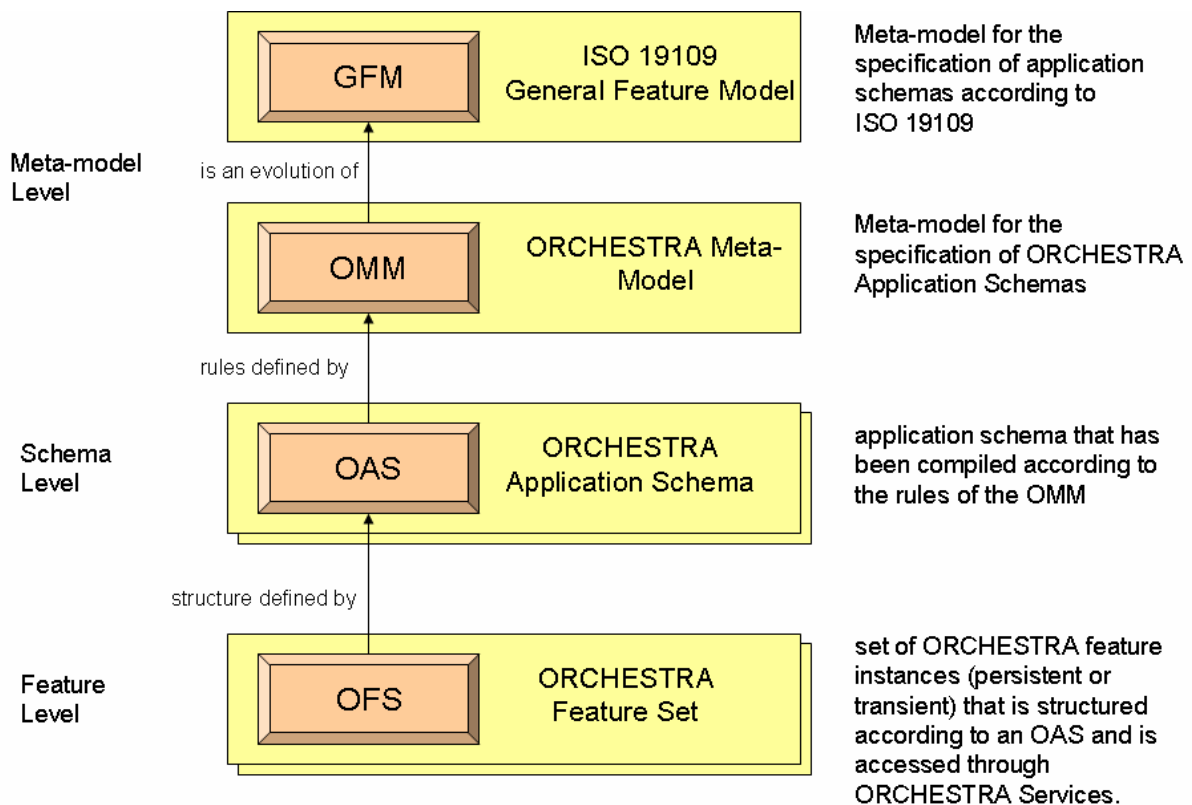 GFM
ISO 19109
General Feature Model
Meta-model for the
specification of application
schemas according to
ISO 19109
Meta-model
Level
is an evolution of
OMM
ORCHESTRA Meta-
Model
Meta-model for the
specification of ORCHESTRA
Application Schemas
rules defined by
Schema
Level
OAS
ORCHESTRA
Application Schema
application schema that has
been compiled according to
the rules of the OMM
structure defined by
Feature
Level
OFS
ORCHESTRA
Feature Set
set of ORCHESTRA feature
instances (persistent or
transient) that is structured
according to an OAS and is
accessed through
ORCHESTRA Services.